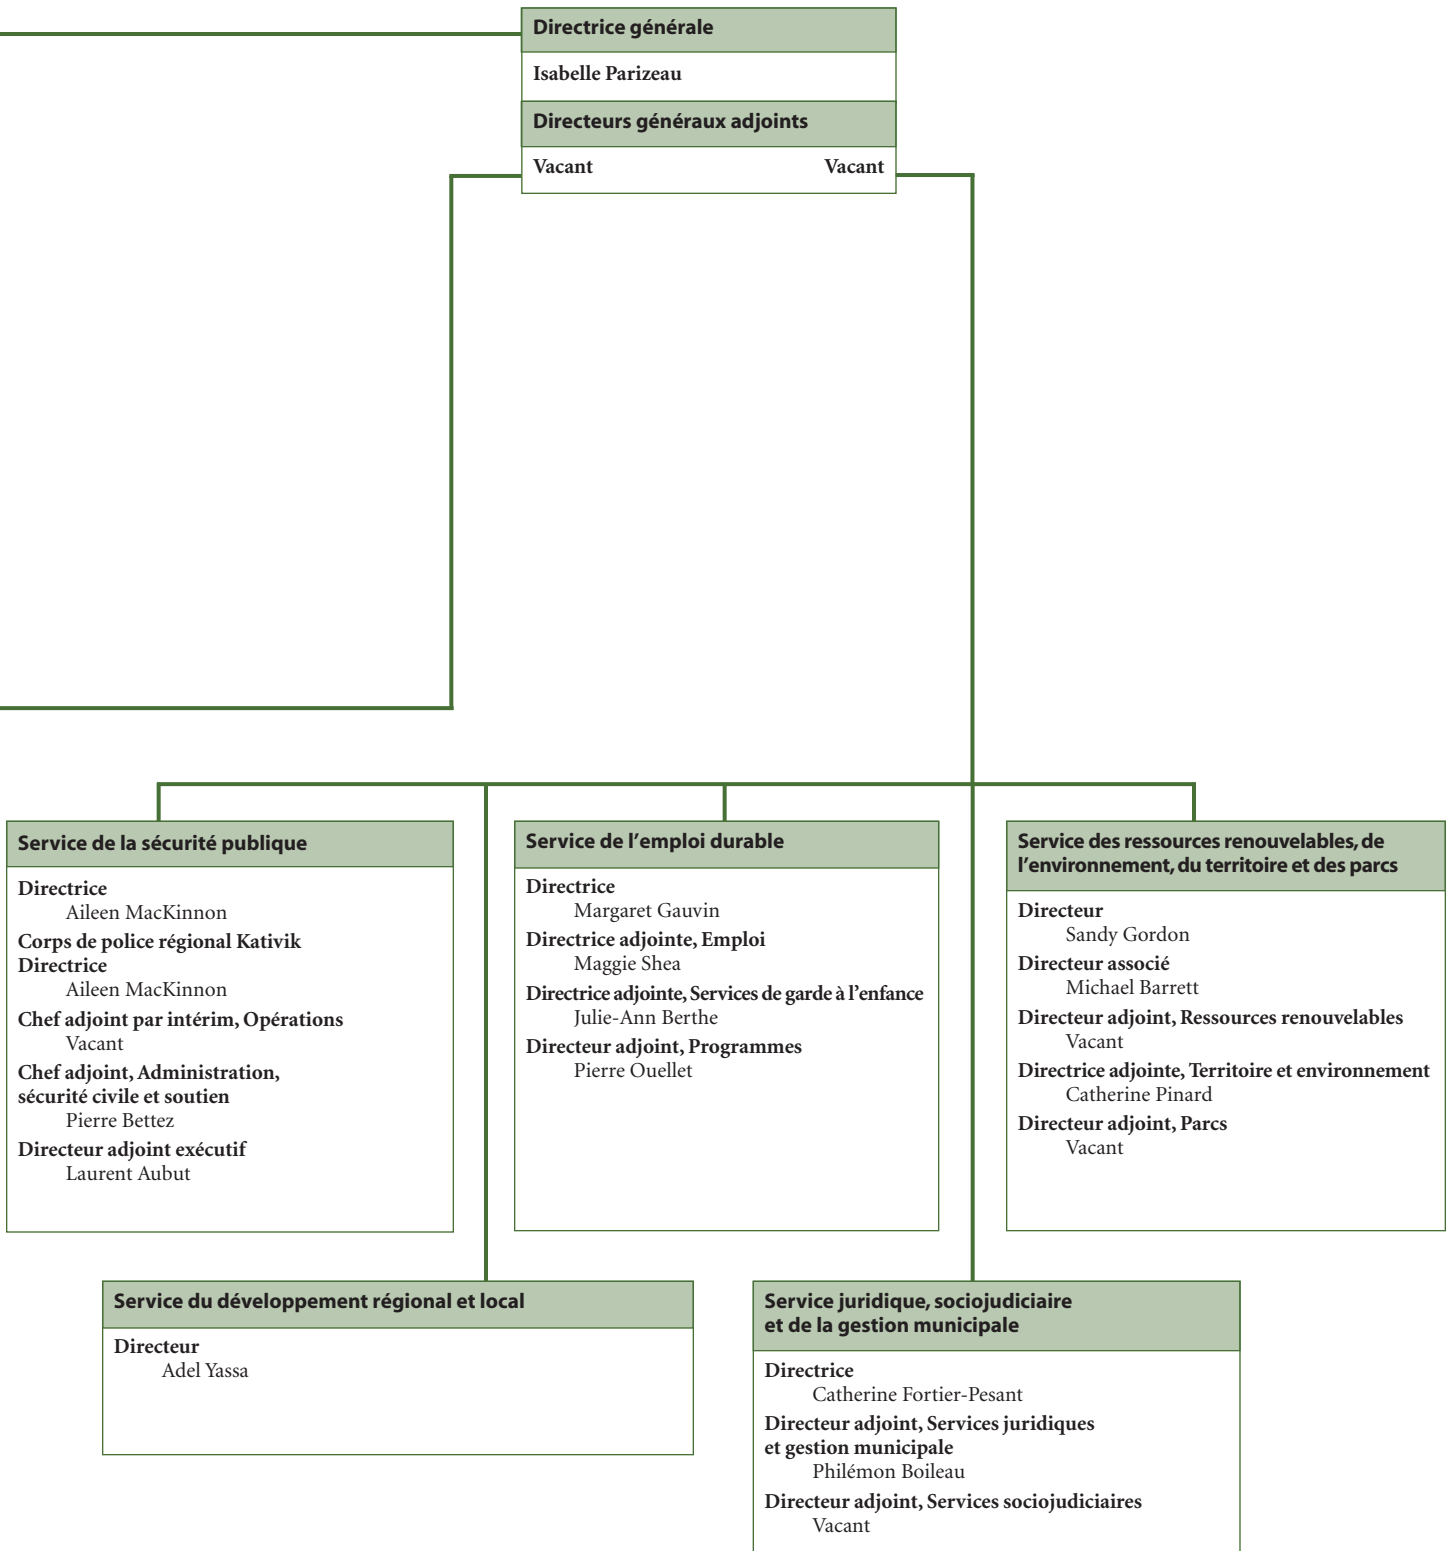 Directrice générale
Isabelle Parizeau
Directeurs généraux adjoints
Vacant Vacant
Service de la sécurité publique
Directrice
Aileen MacKinnon
Corps de police régional Kativik
Directrice
Aileen MacKinnon
Chef adjoint par intérim, Opérations
Vacant
Chef adjoint, Administration,
sécurité civile et soutien
Pierre Bettez
Directeur adjoint exécutif
Laurent Aubut
Service de l'emploi durable
Directrice
Margaret Gauvin
Directrice adjointe, Emploi
Maggie Shea
Directrice adjointe, Services de garde à l'enfance
Julie-Ann Berthe
Directeur adjoint, Programmes
Pierre Ouellet
Service des ressources renouvelables, de
l'environnement, du territoire et des parcs
Directeur
Sandy Gordon
Directeur associé
Michael Barrett
Directeur adjoint, Ressources renouvelables
Vacant
Directrice adjointe, Territoire et environnement
Catherine Pinard
Directeur adjoint, Parcs
Vacant
Service du développement régional et local
Directeur
Adel Yassa
Service juridique, sociojudiciaire
et de la gestion municipale
Directrice
Catherine Fortier-Pesant
Directeur adjoint, Services juridiques
et gestion municipale
Philémon Boileau
Directeur adjoint, Services sociojudiciaires
Vacant